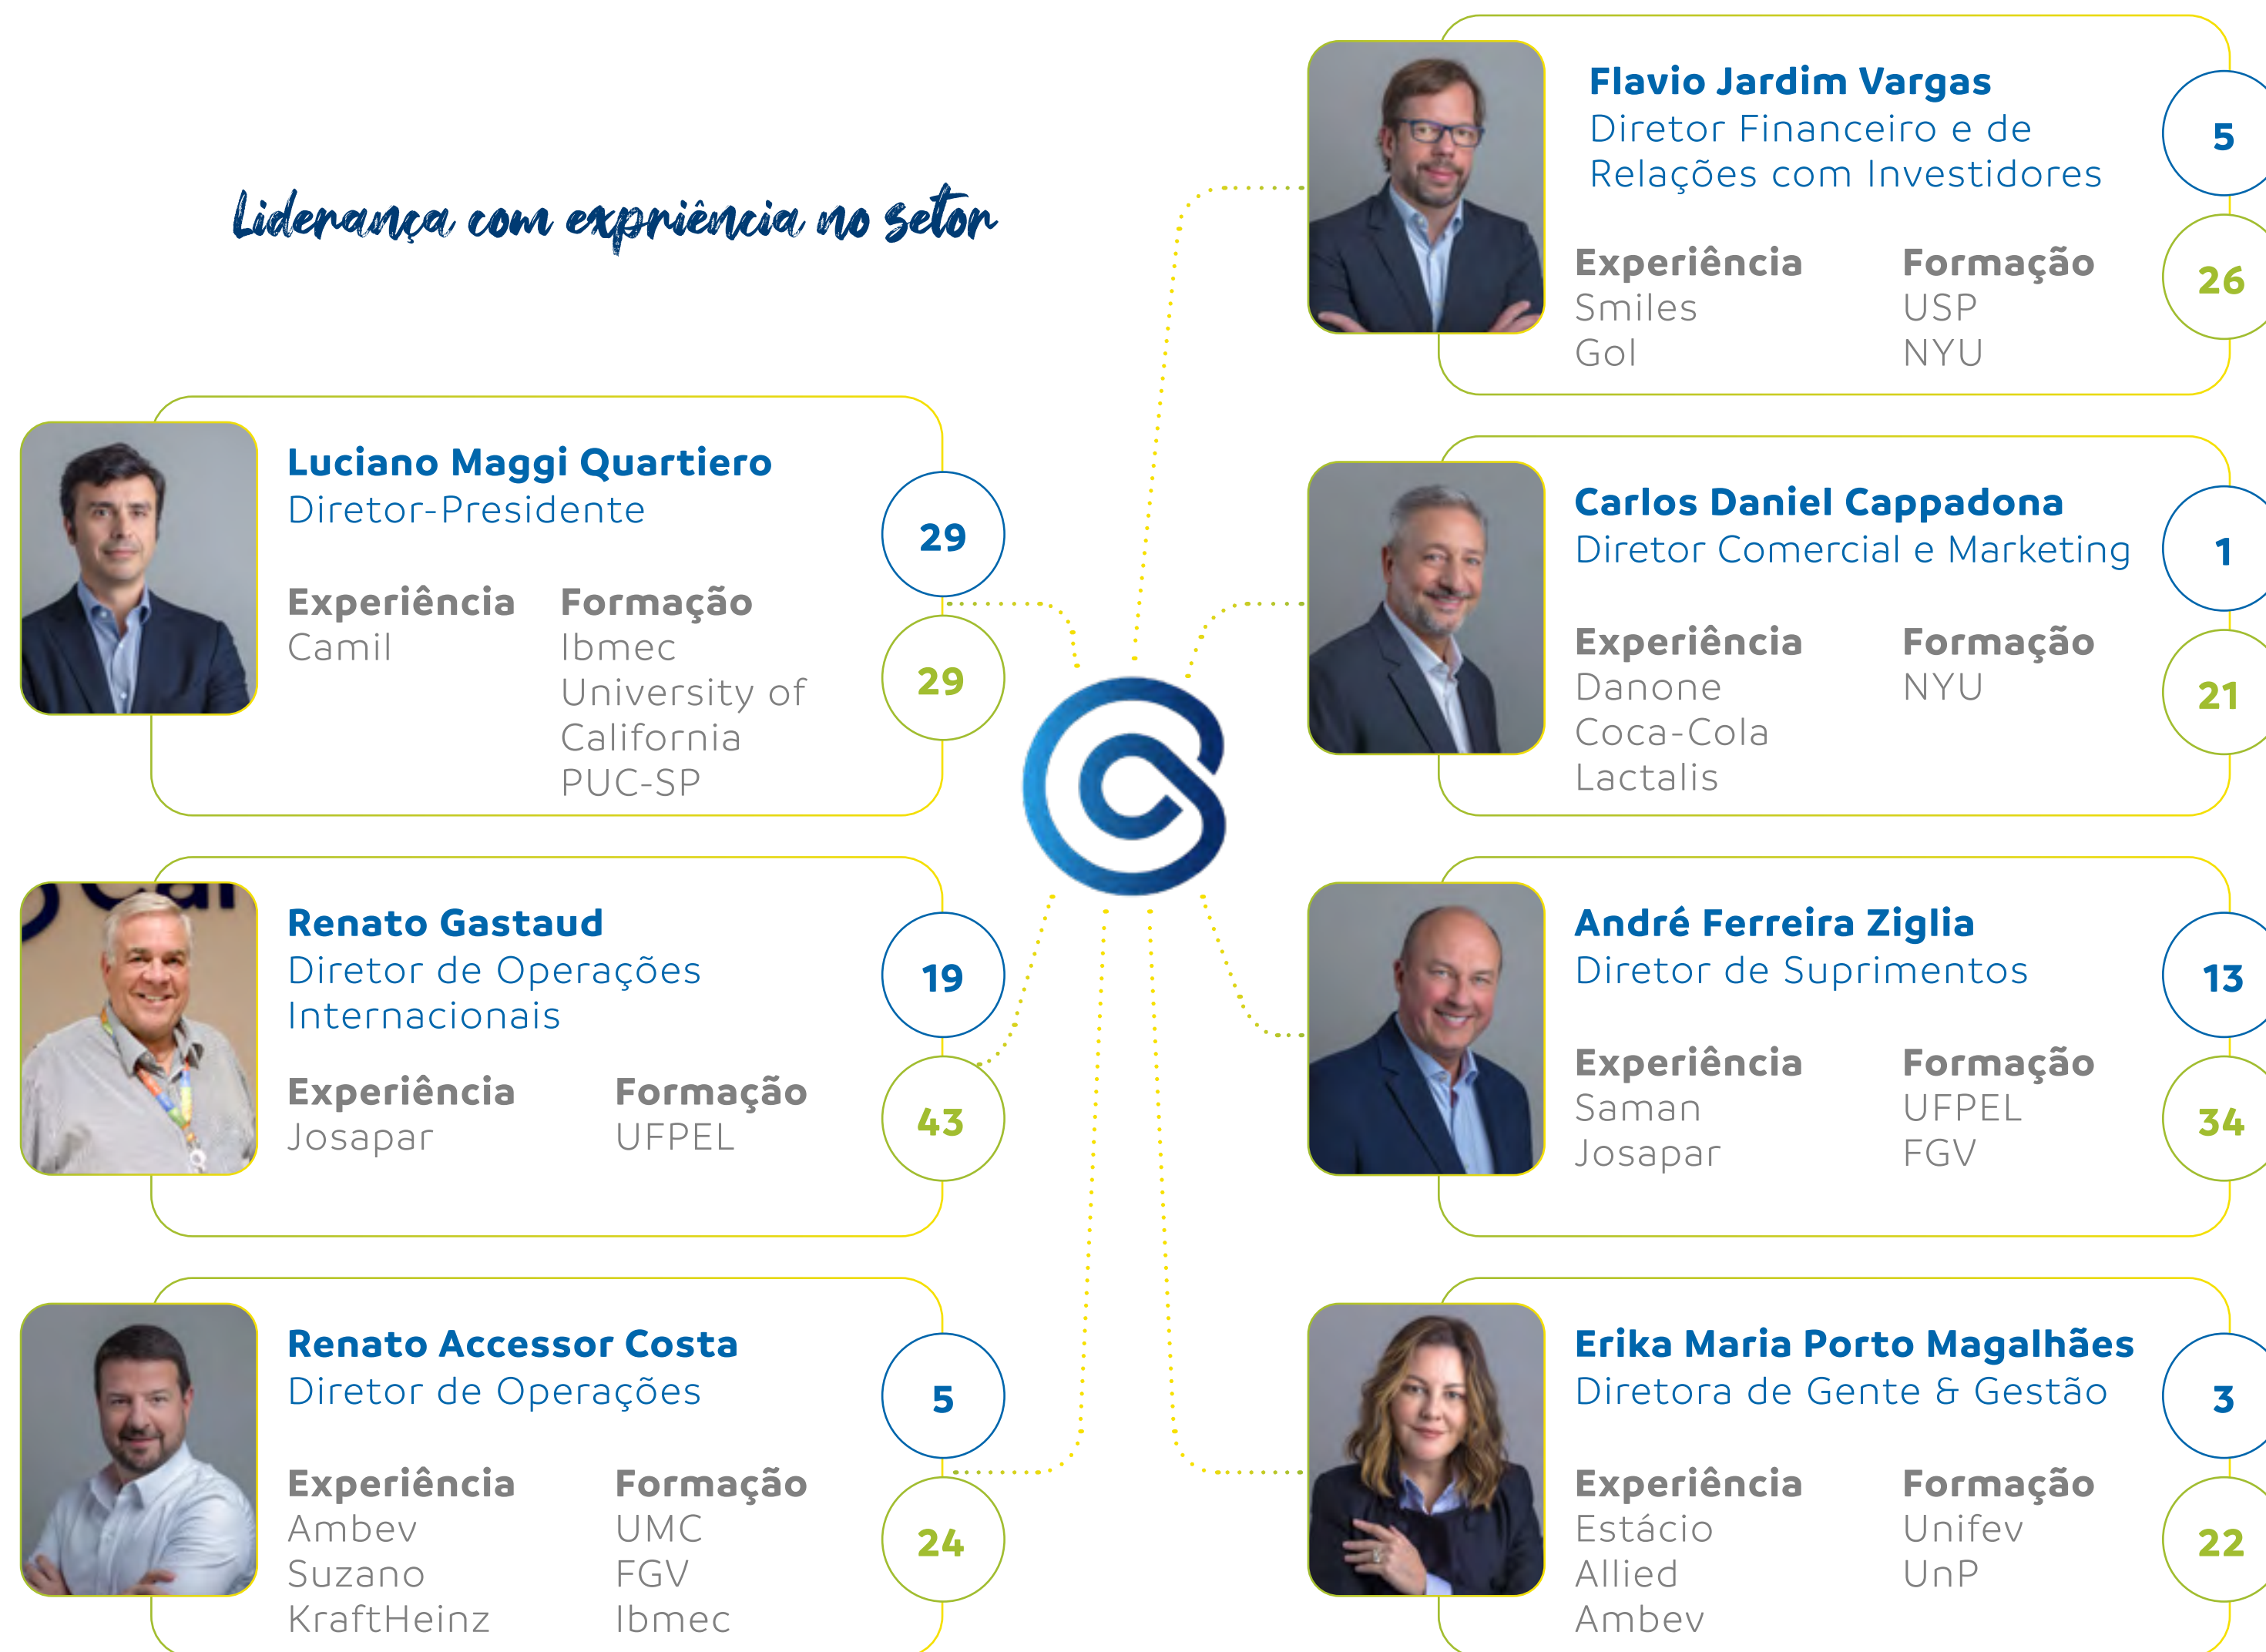 Liderança com expriência no setor
Luciano Maggi Quartiero
Diretor-Presidente
29
Experiência
Camil
Formação
Ibmec
University of
California
PUC-SP
29
Renato Gastaud
Diretor de Operações
Internacionais
19
Experiência
Josapar
Formação
UFPEL
43
Renato Accessor Costa
Diretor de Operações
5
Experiência
Ambev
Suzano
KraftHeinz
Formação
UMC
FGV
Ibmec
24
Flavio Jardim Vargas
Diretor Financeiro e de
Relações com Investidores
5
Experiência
Smiles
Gol
Formação
USP
NYU
26
Carlos Daniel Cappadona
Diretor Comercial e Marketing
1
Experiência
Danone
Coca-Cola
Lactalis
Formação
NYU
21
André Ferreira Ziglia
Diretor de Suprimentos
13
Experiência
Saman
Josapar
Formação
UFPEL
FGV
34
Erika Maria Porto Magalhães
Diretora de Gente & Gestão
3
Experiência
Estácio
Allied
Ambev
Formação
Unifev
UnP
22